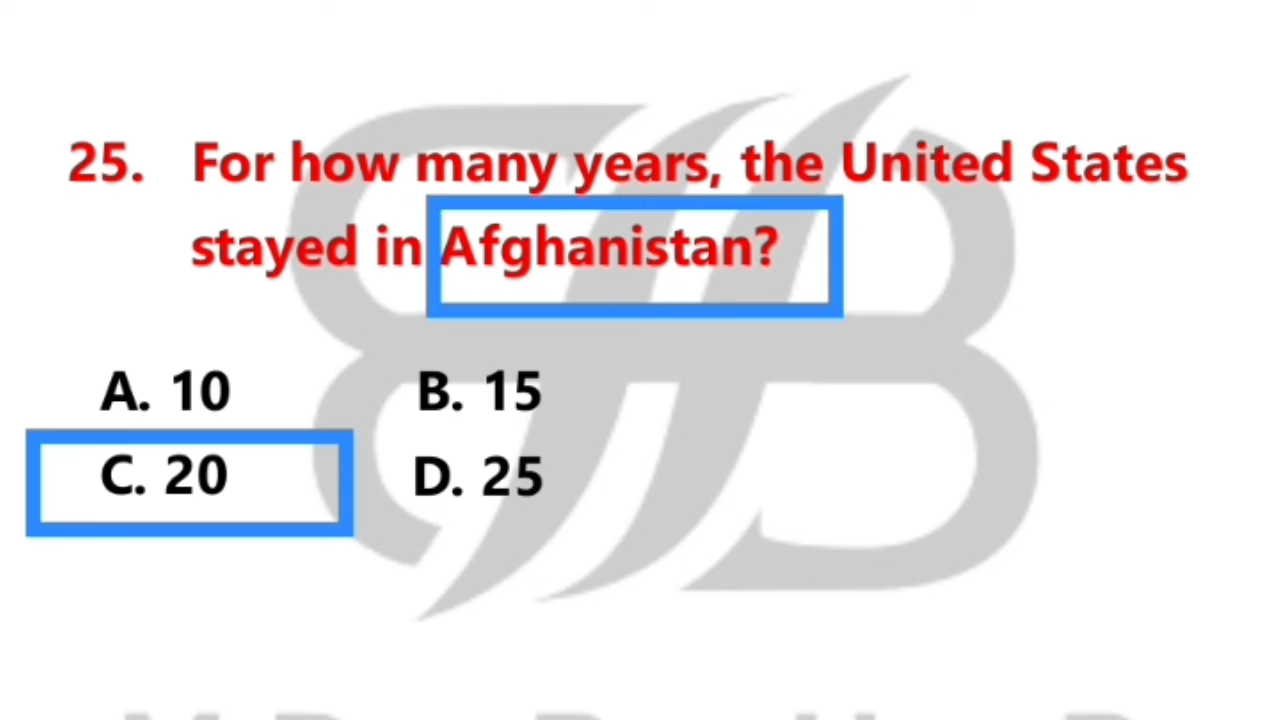 25. For how many years, the United States
stayed in Afghanistan?
A. 10 B. 15
C. 20 D. 25